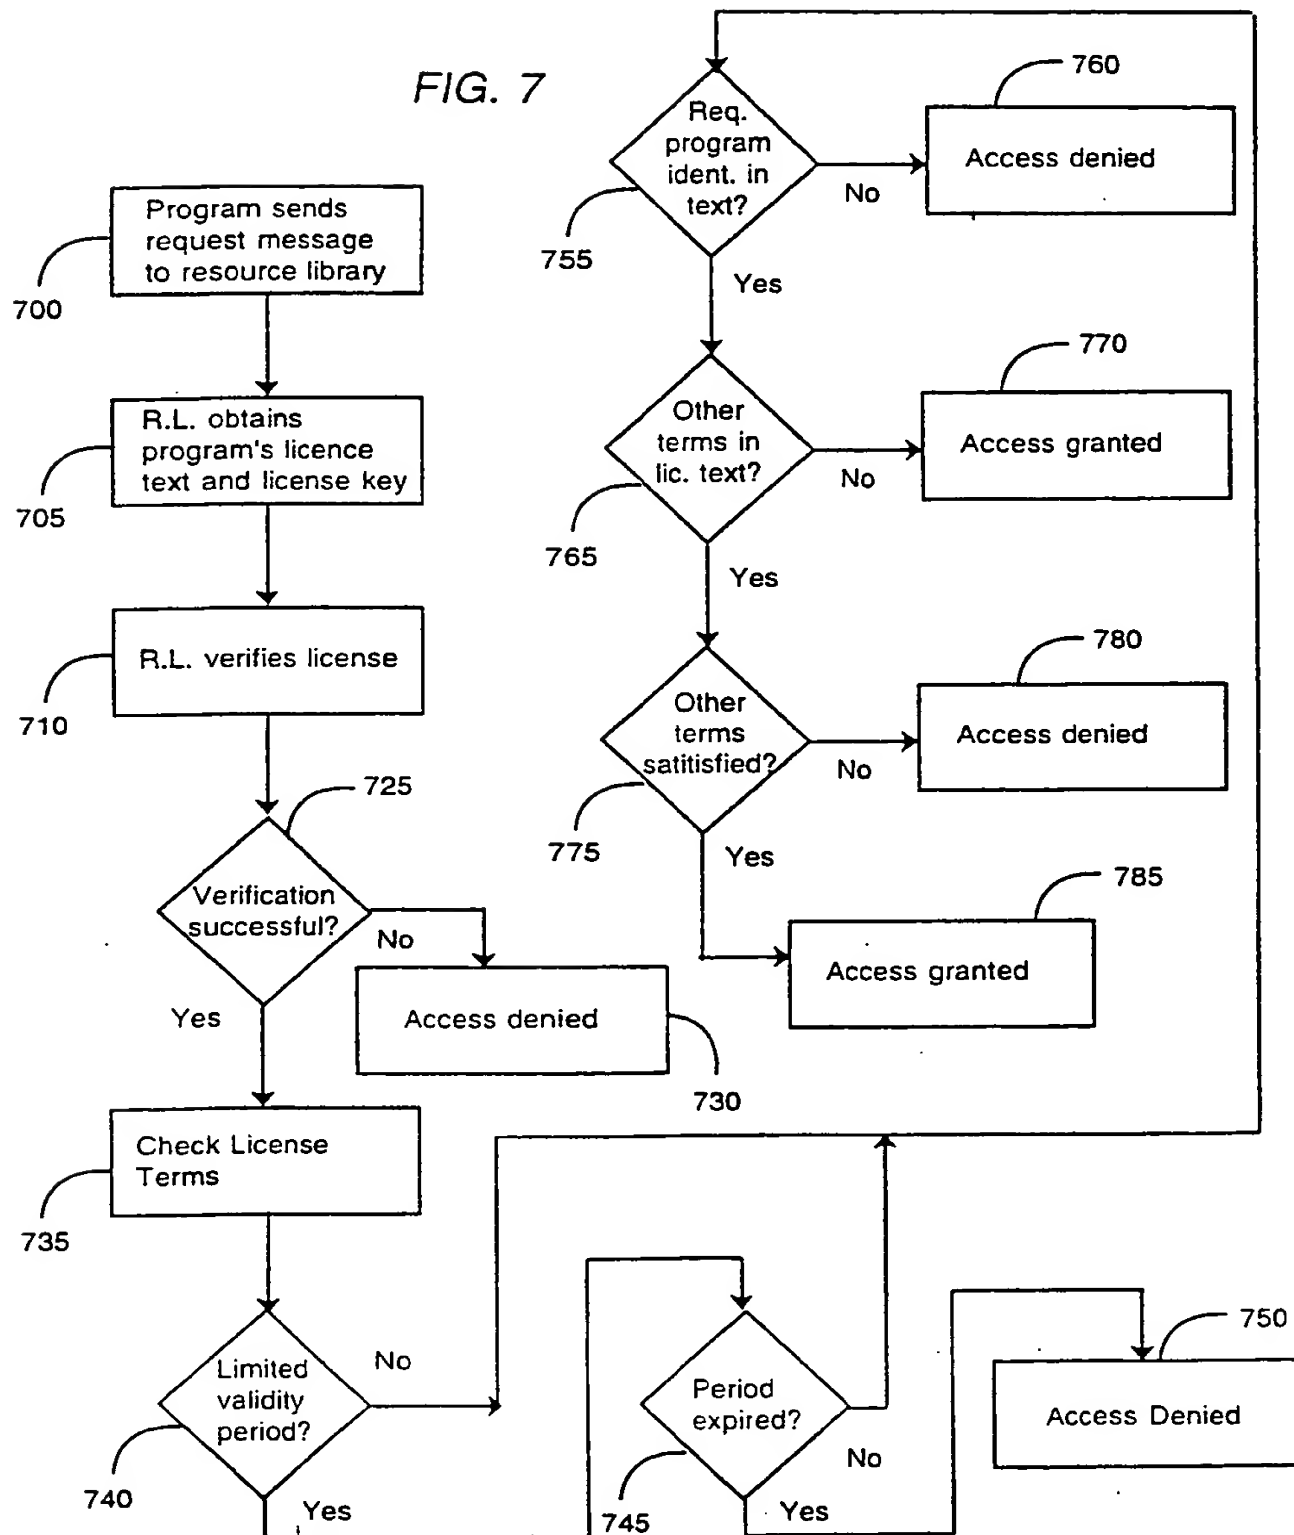 FIG. 7
Program sends
request message
to resource library
700
R.L. obtains
program's licence
text and license key
705
R.L. verifies license
710
725
Verification
successful?
No
Yes
Access denied
730
Check License
Terms
735
Limited
validity
period?
No
740
Yes
Period
expired?
No
745
Yes
750
Access Denied
Req.
program
ident. in
text?
755
No
Yes
760
Access denied
Other
terms in
lic. text?
765
No
Yes
770
Access granted
Other
terms
satitisfied?
775
No
Yes
780
Access denied
785
Access granted